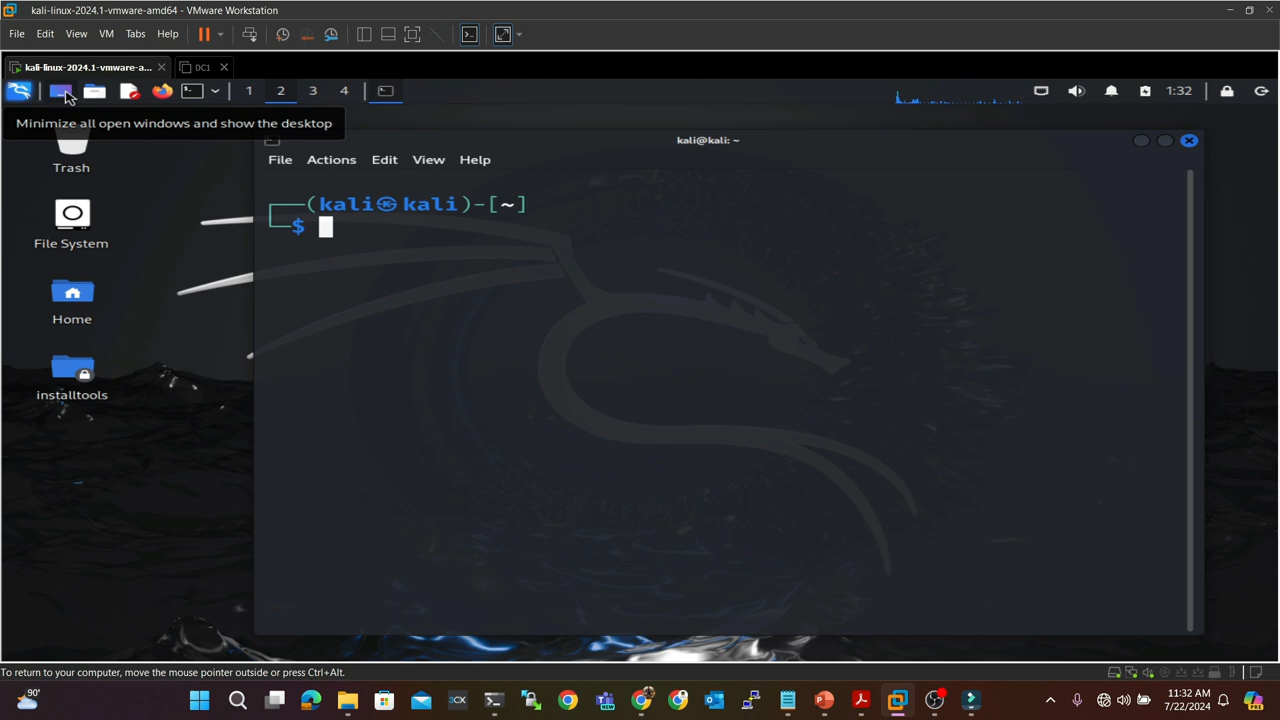 kali-linux-2024.1-vmware-amd64 - VMware Workstation
File Edit View VM Tabs Help
kali-linux-2024.1-vmware-a... DC1
1 2 3 4 1:32
Minimize all open windows and show the desktop
kali@kali: ~
Trash
File Actions Edit View Help
┌──(kali㉿kali)-[~]
└─$
File System
Home
installtools
To return to your computer, move the mouse pointer outside or press Ctrl+Alt.
90°
11:32 AM
7/22/2024